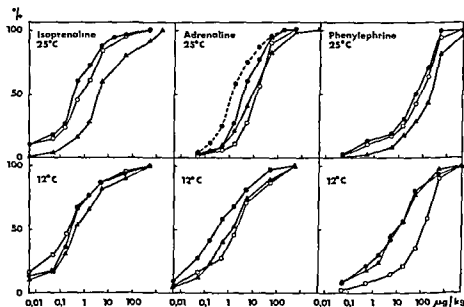 %
Isoprenaline
25°C
Adrenaline
25°C
Phenylephrine
25°C
100
50
0
12°C
12°C
12°C
100
50
0
0,01 0,1 1 10 100 0,01 0,1 1 10 100 0,01 0,1 1 10 100 µg/kg